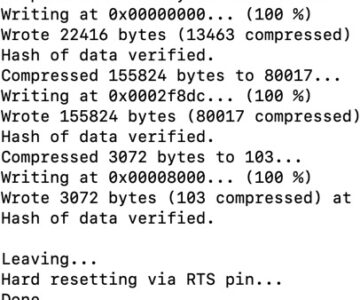 Writing at 0x00000000... (100 %)
Wrote 22416 bytes (13463 compressed)
Hash of data verified.
Compressed 155824 bytes to 80017...
Writing at 0x0002f8dc... (100 %)
Wrote 155824 bytes (80017 compressed)
Hash of data verified.
Compressed 3072 bytes to 103...
Writing at 0x00008000... (100 %)
Wrote 3072 bytes (103 compressed) at
Hash of data verified.
Leaving...
Hard resetting via RTS pin...
Done